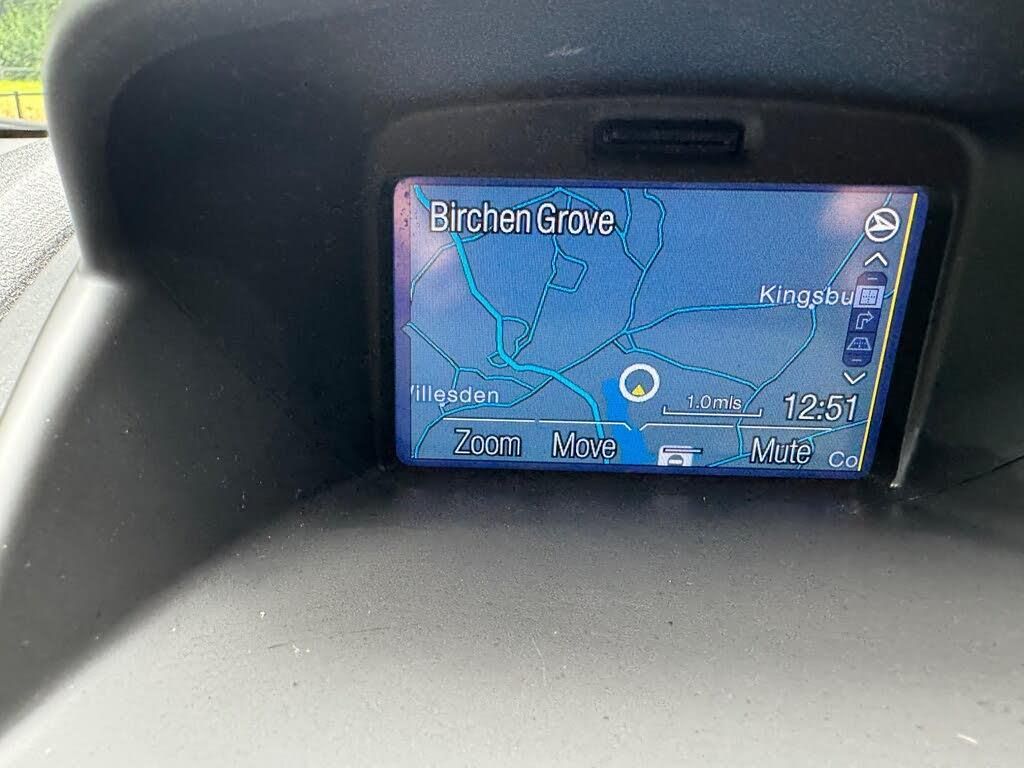 Birchen Grove
Kingsbu
illesden
1.0mls
12:51
Zoom Move
Mute
Co